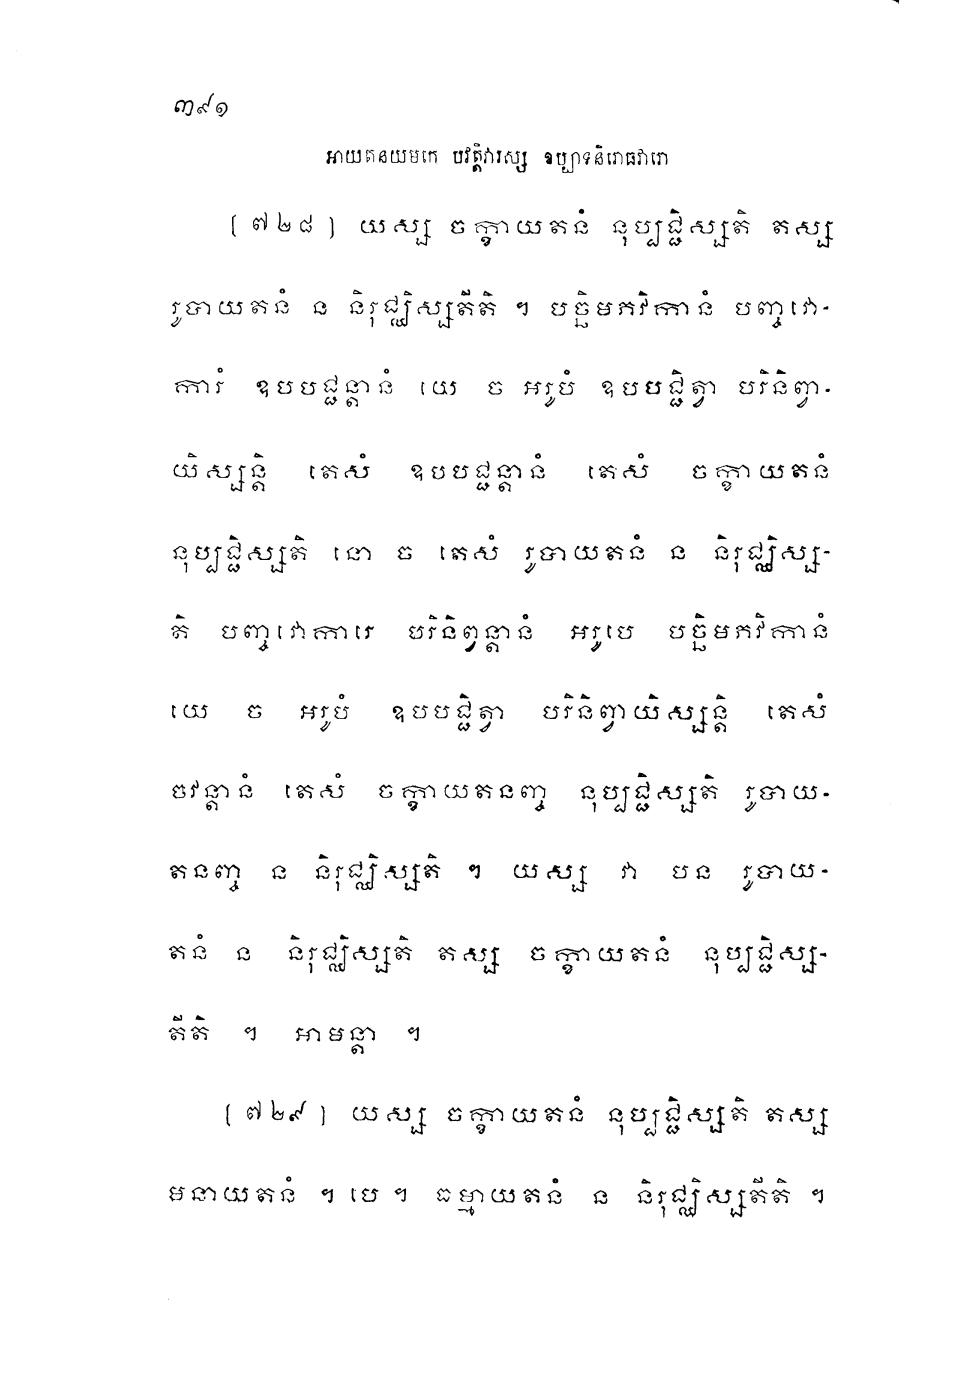 ៣៩១
អាយតនយមកេ បវត្តិវារស្ស ឧប្បាទនិរោធវារោ
[ ៧២៨ ] យស្ស ចក្ខាយតនំ នុប្បជ្ជិស្សតិ តស្ស
រូបាយតនំ ន និរុជ្ឈិស្សតីតិ ។ បច្ឆិមភវិកានំ បញ្ចវោ-
ការំ ឧបបជ្ជន្តានំ យេ ច អរូបំ ឧបបជ្ជិត្វា បរិនិព្វា-
យិស្សន្តិ តេសំ ឧបបជ្ជន្តានំ តេសំ ចក្ខាយតនំ
នុប្បជ្ជិស្សតិ នោ ច តេសំ រូបាយតនំ ន និរុជ្ឈិស្ស-
តិ បញ្ចវោការេ បរិនិព្វន្តានំ អរូបេ បច្ឆិមភវិកានំ
យេ ច អរូបំ ឧបបជ្ជិត្វា បរិនិព្វាយិស្សន្តិ តេសំ
ចវន្តានំ តេសំ ចក្ខាយតនញ្ច នុប្បជ្ជិស្សតិ រូបាយ-
តនញ្ច ន និរុជ្ឈិស្សតិ ។ យស្ស វា បន រូបាយ-
តនំ ន និរុជ្ឈិស្សតិ តស្ស ចក្ខាយតនំ នុប្បជ្ជិស្ស-
តីតិ ។ អាមន្តា ។
[ ៧២៩ ] យស្ស ចក្ខាយតនំ នុប្បជ្ជិស្សតិ តស្ស
មនាយតនំ ។ បេ ។ ធម្មាយតនំ ន និរុជ្ឈិស្សតីតិ ។